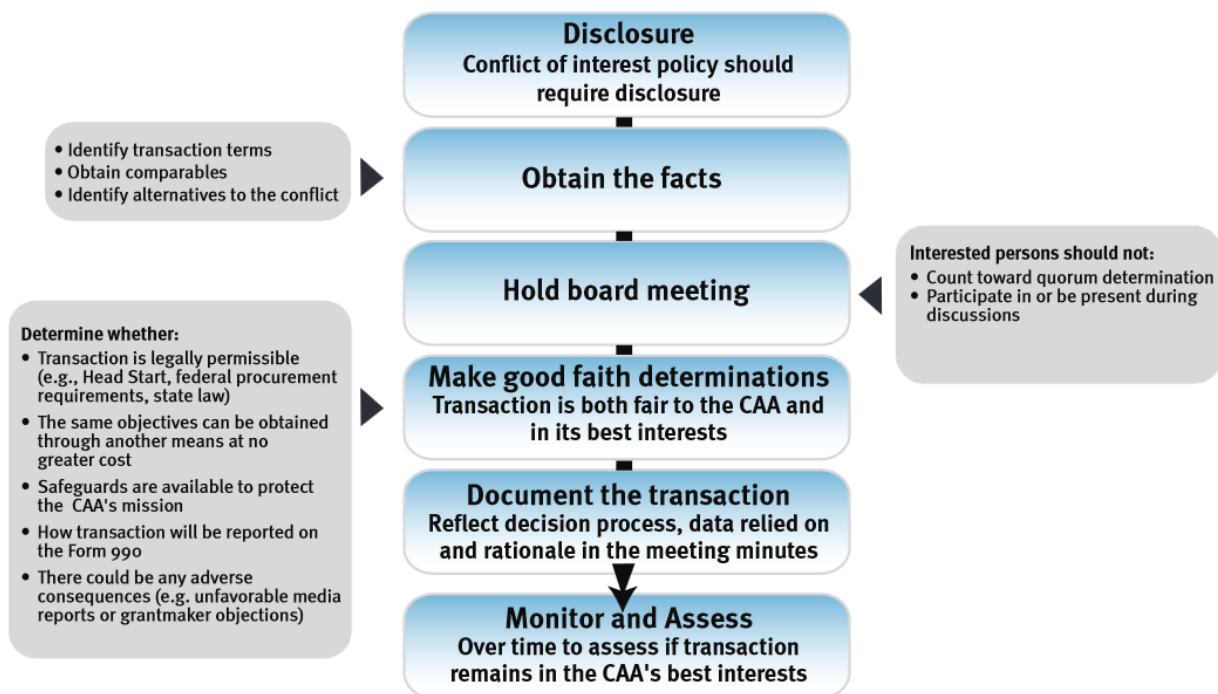 Disclosure
Conflict of interest policy should
require disclosure
• Identify transaction terms
• Obtain comparables
• Identify alternatives to the conflict
Obtain the facts
Hold board meeting
Interested persons should not:
• Count toward quorum determination
• Participate in or be present during
discussions
Determine whether:
• Transaction is legally permissible
(e.g., Head Start, federal procurement
requirements, state law)
• The same objectives can be obtained
through another means at no
greater cost
• Safeguards are available to protect
the CAA's mission
• How transaction will be reported on
the Form 990
• There could be any adverse
consequences (e.g. unfavorable media
reports or grantmaker objections)
Make good faith determinations
Transaction is both fair to the CAA and
in its best interests
Document the transaction
Reflect decision process, data relied on
and rationale in the meeting minutes
Monitor and Assess
Over time to assess if transaction
remains in the CAA's best interests